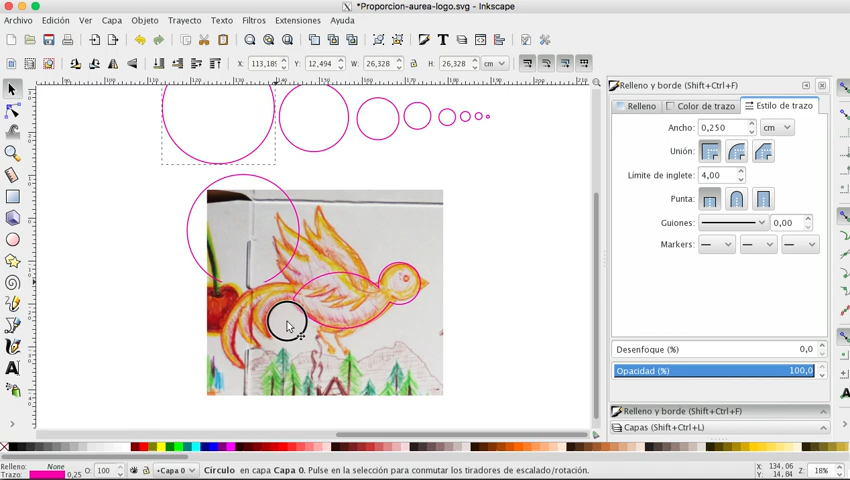 *Proporcion-aurea-logo.svg - Inkscape
Archivo Edición Ver Capa Objeto Trayecto Texto Filtros Extensiones Ayuda
X: 113,189 Y: 12,494 W: 26,328 H: 26,328 cm
Relleno y borde (Shift+Ctrl+F)
Relleno Color de trazo Estilo de trazo
Ancho: 0,250 cm
Unión:
Límite de inglete: 4,00
Punta:
Guiones: 0,00
Markers:
Desenfoque (%) 0,0
Opacidad (%) 100,0
Relleno y borde (Shift+Ctrl+F)
Capas (Shift+Ctrl+L)
Relleno: None
Trazo: 0,25
O: 100
•Capa 0
Círculo en capa Capa 0. Pulse en la selección para conmutar los tiradores de escalado/rotación.
X: 134,06
Y: 14,84
Z: 18%